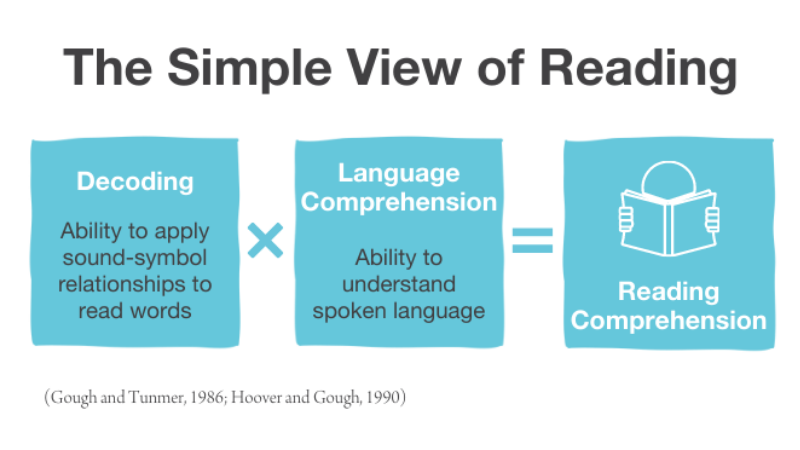 The Simple View of Reading
Decoding
Ability to apply
sound-symbol
relationships to
read words
×
Language
Comprehension
Ability to
understand
spoken language
=
Reading
Comprehension
(Gough and Tunmer, 1986; Hoover and Gough, 1990)